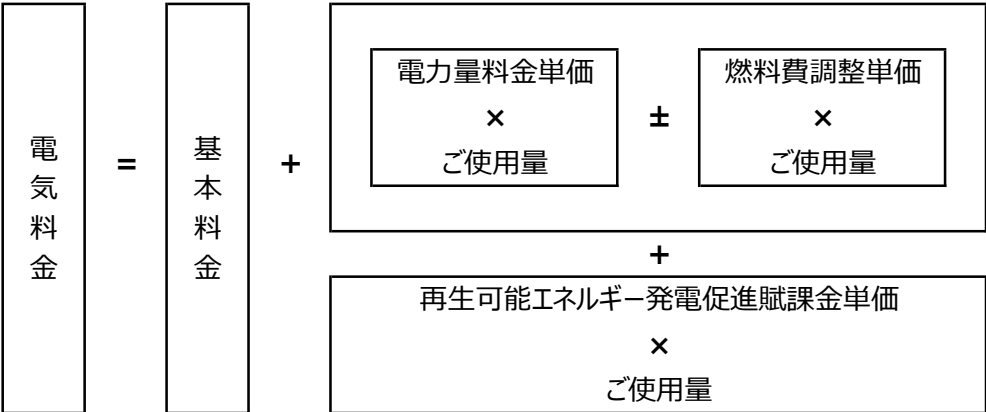 電気料金
=
基本料金
+
電力量料金単価
×
ご使用量
±
燃料費調整単価
×
ご使用量
+
再生可能エネルギー発電促進賦課金単価
×
ご使用量